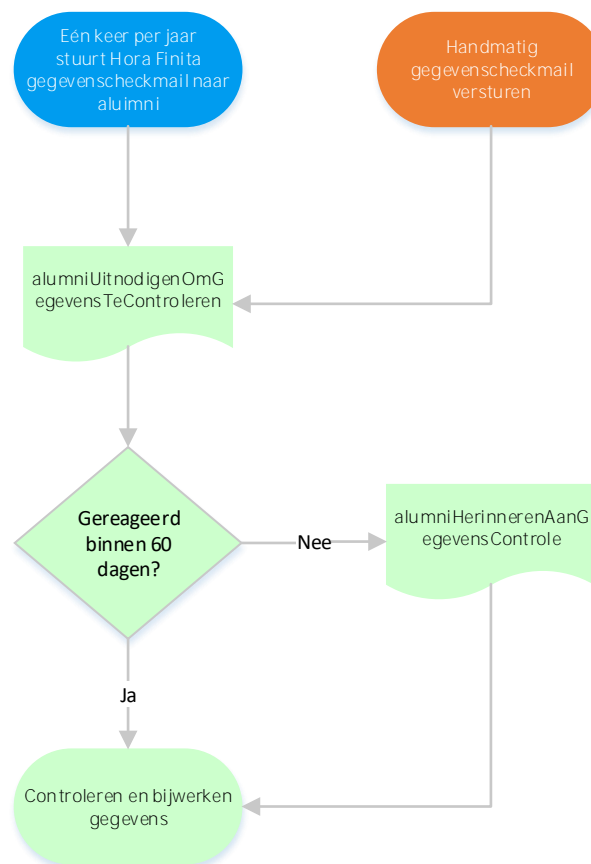 Eén keer per jaar
stuurt Hora Finita
gegevenscheckmail naar
aluimni
Handmatig
gegevenscheckmail
versturen
alumniUitnodigenOmG
egevensTeControleren
Gereageerd
binnen 60
dagen?
Nee
alumniHerinnerenAanG
egevensControle
Ja
Controleren en bijwerken
gegevens